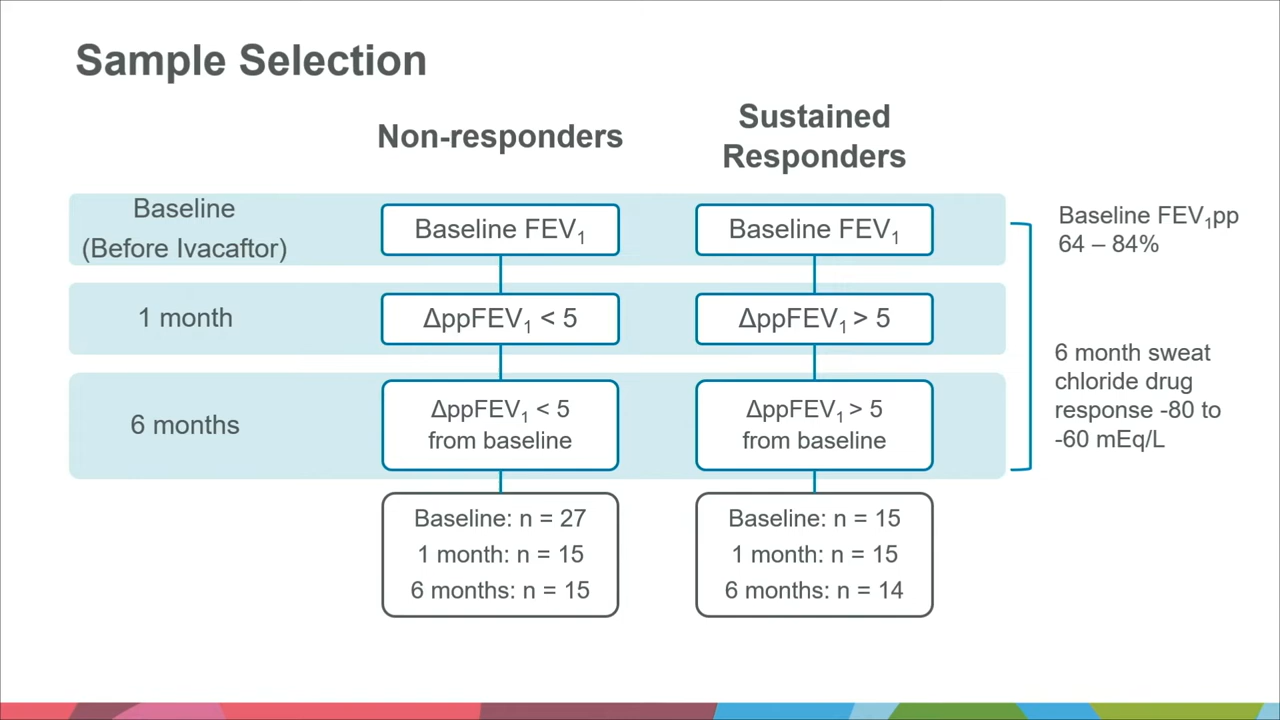 Sample Selection
Non-responders
Sustained
Responders
Baseline
(Before Ivacaftor)
Baseline FEV₁
Baseline FEV₁
Baseline FEV₁pp
64 – 84%
1 month
ΔppFEV₁ < 5
ΔppFEV₁ > 5
6 months
ΔppFEV₁ < 5
from baseline
ΔppFEV₁ > 5
from baseline
6 month sweat
chloride drug
response -80 to
-60 mEq/L
Baseline: n = 27
1 month: n = 15
6 months: n = 15
Baseline: n = 15
1 month: n = 15
6 months: n = 14